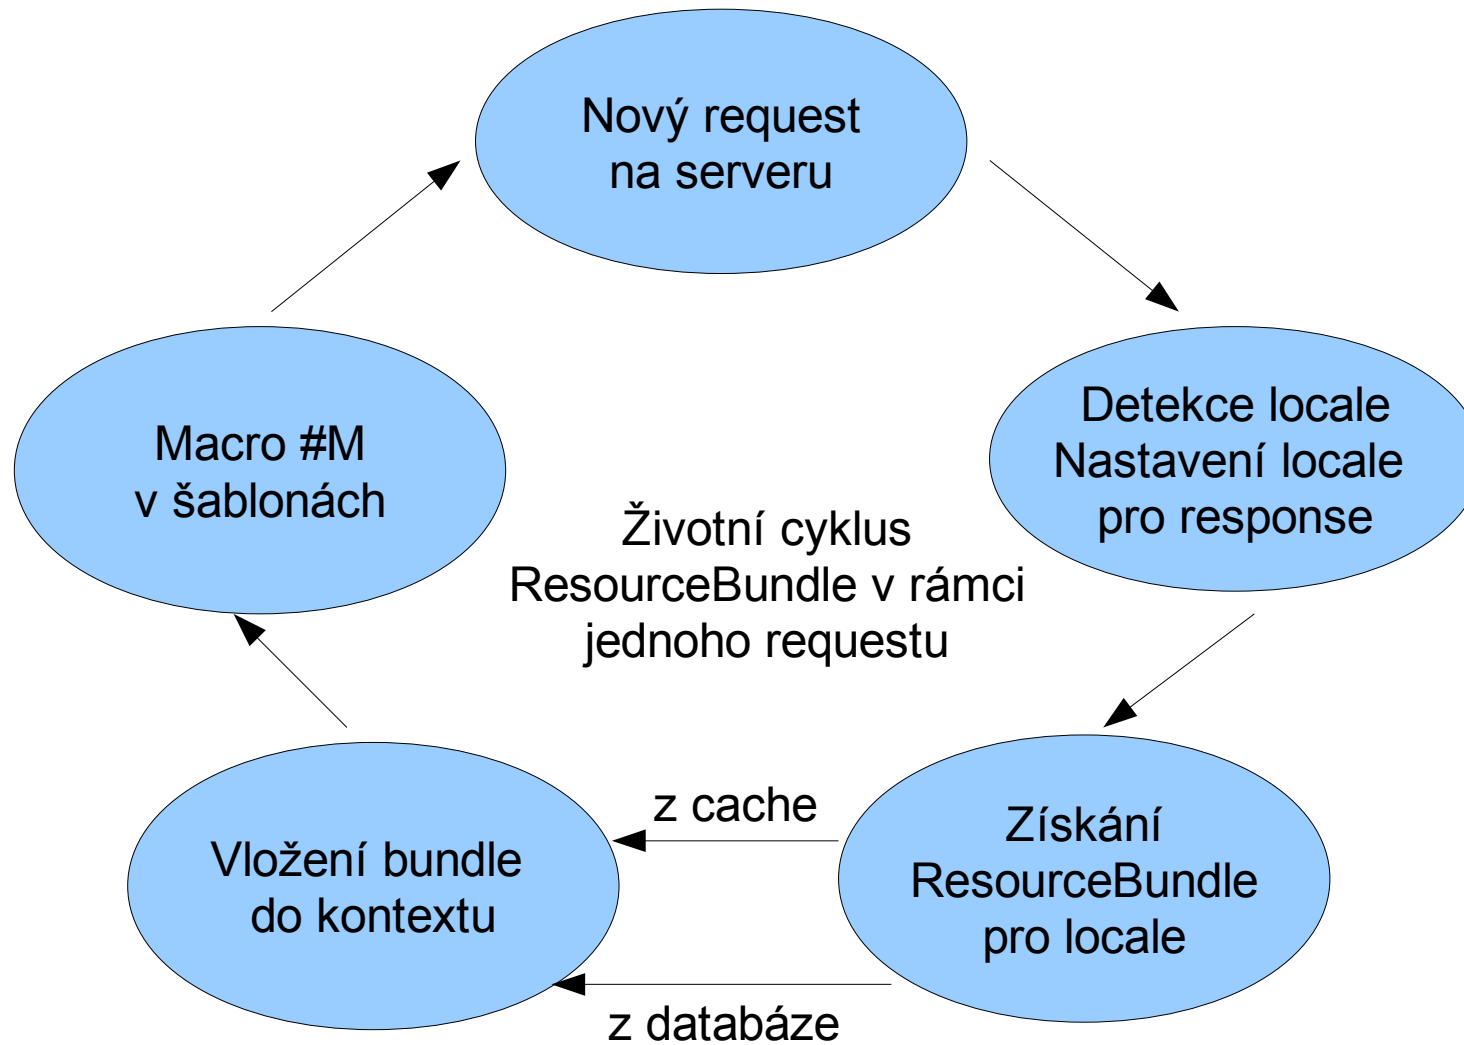 Nový request
na serveru
Detekce locale
Nastavení locale
pro response
Macro #M
v šablonách
Životní cyklus
ResourceBundle v rámci
jednoho requestu
z cache
Získání
ResourceBundle
pro locale
Vložení bundle
do kontextu
z databáze